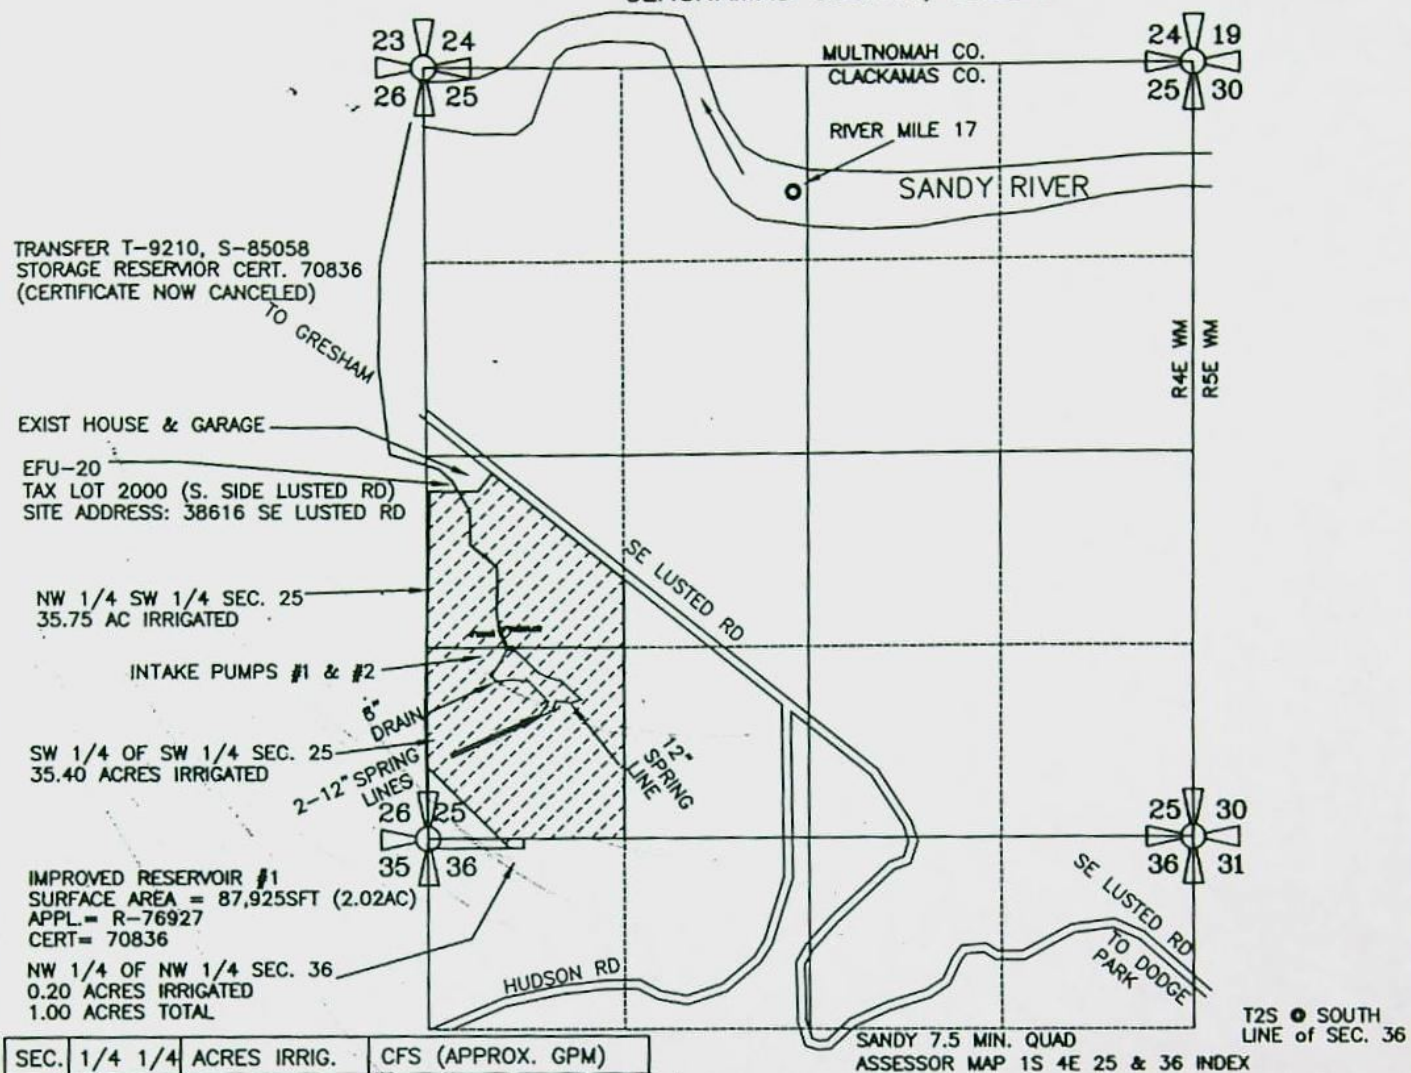 23 24
26 25
24 19
25 30
MULTNOMAH CO.
CLACKAMAS CO.
RIVER MILE 17
SANDY RIVER
TRANSFER T-9210, S-85058
STORAGE RESERVIOR CERT. 70836
(CERTIFICATE NOW CANCELED)
TO GRESHAM
R4E WM
R5E WM
EXIST HOUSE & GARAGE
EFU-20
TAX LOT 2000 (S. SIDE LUSTED RD)
SITE ADDRESS: 38616 SE LUSTED RD
SE LUSTED RD
NW 1/4 SW 1/4 SEC. 25
35.75 AC IRRIGATED
INTAKE PUMPS #1 & #2
DRAIN
SW 1/4 OF SW 1/4 SEC. 25
35.40 ACRES IRRIGATED
2-12" SPRING
LINES
12"
SPRING
LINE
26 25
35 36
25 30
36 31
IMPROVED RESERVOIR #1
SURFACE AREA = 87,925SFT (2.02AC)
APPL.= R-76927
CERT= 70836
NW 1/4 OF NW 1/4 SEC. 36
0.20 ACRES IRRIGATED
1.00 ACRES TOTAL
HUDSON RD
SE LUSTED RD
TO DODGE
PARK
T2S @ SOUTH
LINE of SEC. 36
SANDY 7.5 MIN. QUAD
ASSESSOR MAP 1S 4E 25 & 36 INDEX
SEC. 1/4 1/4 ACRES IRRIG. CFS (APPROX. GPM)